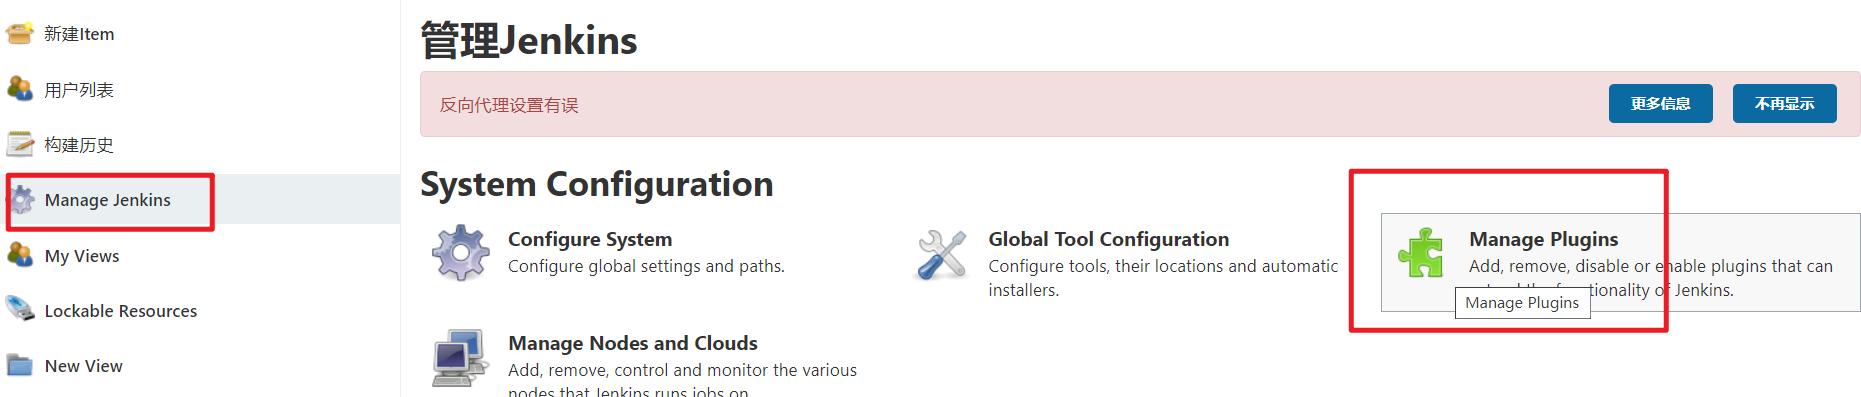 新建Item
用户列表
构建历史
Manage Jenkins
My Views
Lockable Resources
New View
管理Jenkins
反向代理设置有误
更多信息
不再显示
System Configuration
Configure System
Configure global settings and paths.
Global Tool Configuration
Configure tools, their locations and automatic
installers.
Manage Plugins
Add, remove, disable or enable plugins that can
the functionality of Jenkins.
Manage Plugins
Manage Nodes and Clouds
Add, remove, control and monitor the various
nodes that Jenkins runs jobs on.